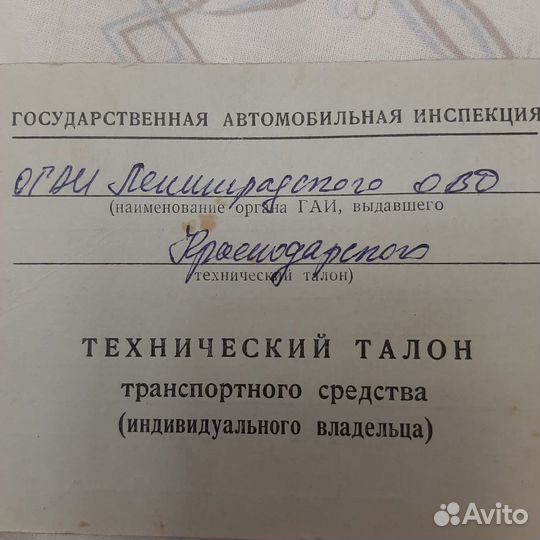 ГОСУДАРСТВЕННАЯ АВТОМОБИЛЬНАЯ ИНСПЕКЦИЯ
ОГАИ Ленинградского ОВД
(наименование органа ГАИ, выдавшего
Краснодарского
технический талон)
ТЕХНИЧЕСКИЙ ТАЛОН
транспортного средства
(индивидуального владельца)
Avito